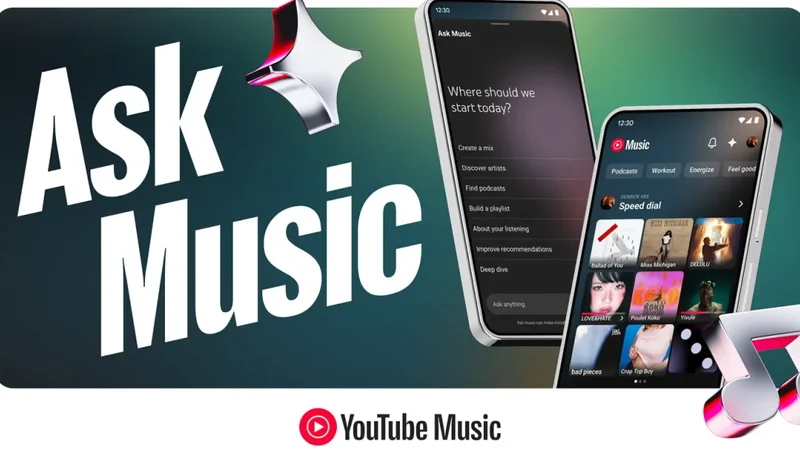 Ask
Music
12:30
Ask Music
Where should we
start today?
Create a mix
Discover artists
Find podcasts
Build a playlist
About your listening
Improve recommendations
Deep dive
Ask anything
12:30
Music
Podcasts
Workout
Energize
Feel good
Speed dial
Ballad of You
Miss Michigan
DELULU
LOVE&HATE
Poulet Koko
Yivule
bad pieces
Crop Top Boy
YouTube Music